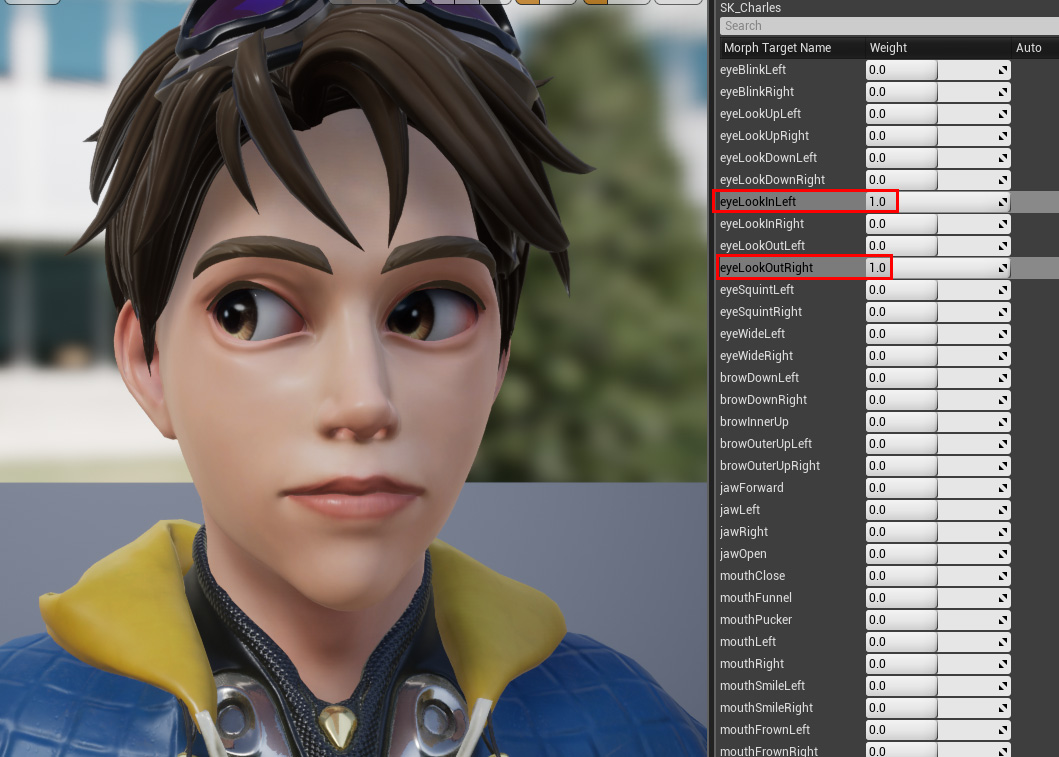 SK_Charles
Search
Morph Target Name Weight Auto
eyeBlinkLeft 0.0
eyeBlinkRight 0.0
eyeLookUpLeft 0.0
eyeLookUpRight 0.0
eyeLookDownLeft 0.0
eyeLookDownRight 0.0
eyeLookInLeft 1.0
eyeLookInRight 0.0
eyeLookOutLeft 0.0
eyeLookOutRight 1.0
eyeSquintLeft 0.0
eyeSquintRight 0.0
eyeWideLeft 0.0
eyeWideRight 0.0
browDownLeft 0.0
browDownRight 0.0
browInnerUp 0.0
browOuterUpLeft 0.0
browOuterUpRight 0.0
jawForward 0.0
jawLeft 0.0
jawRight 0.0
jawOpen 0.0
mouthClose 0.0
mouthFunnel 0.0
mouthPucker 0.0
mouthLeft 0.0
mouthRight 0.0
mouthSmileLeft 0.0
mouthSmileRight 0.0
mouthFrownLeft 0.0
mouthFrownRight 0.0